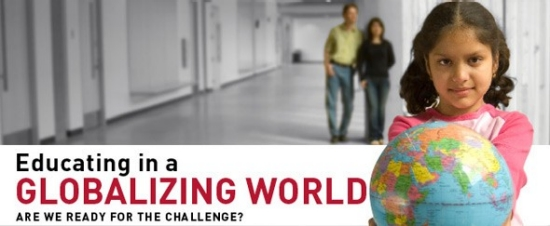 Educating in a
GLOBALIZING WORLD
ARE WE READY FOR THE CHALLENGE?